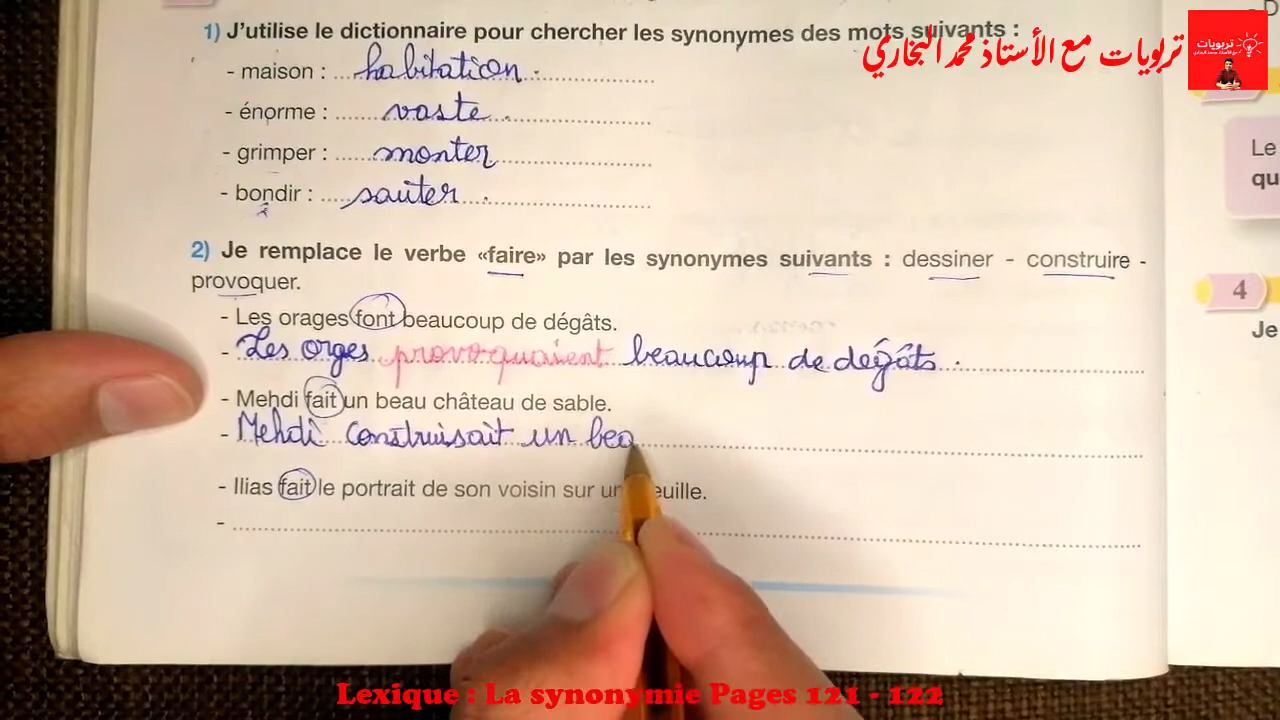 1) J'utilise le dictionnaire pour chercher les synonymes des mots suivants :
تربويات مع الأستاذ محمد البخاري
تربويات
- maison : habitation.
- énorme : vaste.
- grimper : monter
- bondir : sauter.
2) Je remplace le verbe «faire» par les synonymes suivants : dessiner - construire -
provoquer.
- Les orages font beaucoup de dégâts.
- Les orges provoquaient beaucoup de dégâts.
- Mehdi fait un beau château de sable.
- Mehdi construisait un bea
- Ilias fait le portrait de son voisin sur un euille.
-
Le
qu
4
Je
Lexique : La synonymie Pages 121 - 122